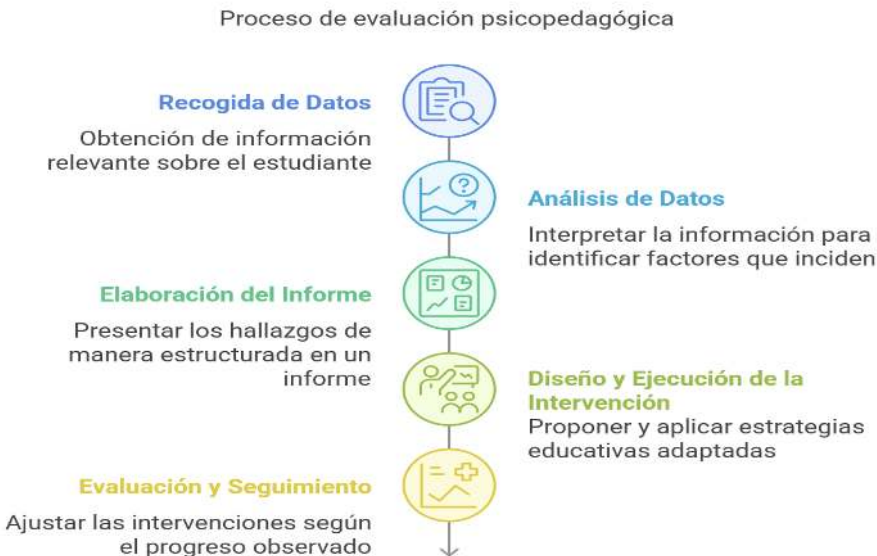 Proceso de evaluación psicopedagógica
Recogida de Datos
Obtención de información
relevante sobre el estudiante
?
Análisis de Datos
Interpretar la información para
identificar factores que inciden
Elaboración del Informe
Presentar los hallazgos de
manera estructurada en un
informe
Diseño y Ejecución de la
Intervención
Proponer y aplicar estrategias
educativas adaptadas
Evaluación y Seguimiento
Ajustar las intervenciones según
el progreso observado